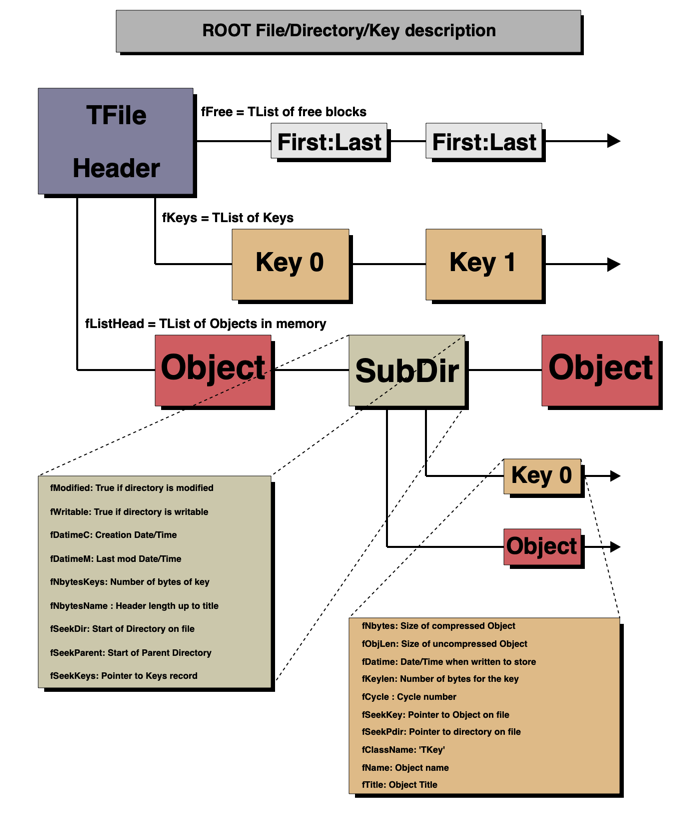 ROOT File/Directory/Key description
TFile
Header
fFree = TList of free blocks
First:Last
First:Last
fKeys = TList of Keys
Key 0
Key 1
fListHead = TList of Objects in memory
Object
SubDir
Object
Key 0
Object
fModified: True if directory is modified
fWritable: True if directory is writable
fDatimeC: Creation Date/Time
fDatimeM: Last mod Date/Time
fNbytesKeys: Number of bytes of key
fNbytesName : Header length up to title
fSeekDir: Start of Directory on file
fSeekParent: Start of Parent Directory
fSeekKeys: Pointer to Keys record
fNbytes: Size of compressed Object
fObjLen: Size of uncompressed Object
fDatime: Date/Time when written to store
fKeylen: Number of bytes for the key
fCycle : Cycle number
fSeekKey: Pointer to Object on file
fSeekPdir: Pointer to directory on file
fClassName: 'TKey'
fName: Object name
fTitle: Object Title